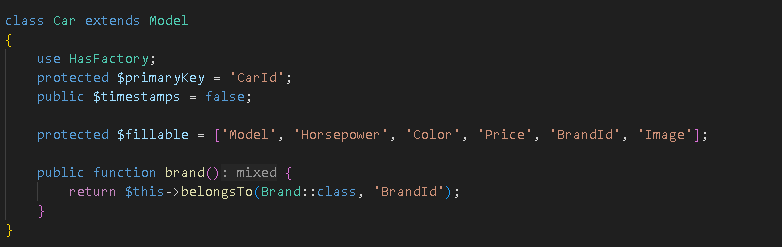 class Car extends Model
{
    use HasFactory;
    protected $primaryKey = 'CarId';
    public $timestamps = false;

    protected $fillable = ['Model', 'Horsepower', 'Color', 'Price', 'BrandId', 'Image'];

    public function brand(): mixed {
        return $this->belongsTo(Brand::class, 'BrandId');
    }
}